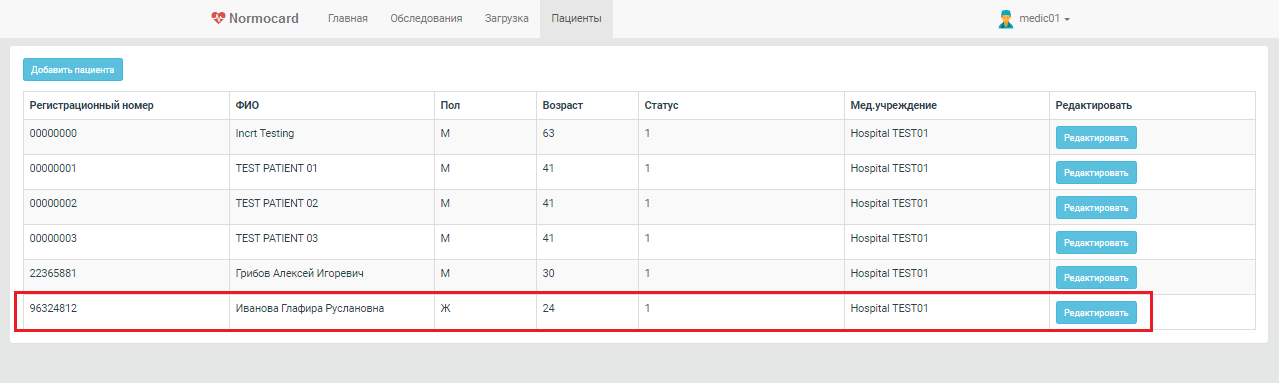 Normocard Главная Обследования Загрузка Пациенты medic01
Добавить пациента
Регистрационный номер ФИО Пол Возраст Статус Мед.учреждение Редактировать
00000000 Incrt Testing М 63 1 Hospital TEST01 Редактировать
00000001 TEST PATIENT 01 М 41 1 Hospital TEST01 Редактировать
00000002 TEST PATIENT 02 М 41 1 Hospital TEST01 Редактировать
00000003 TEST PATIENT 03 М 41 1 Hospital TEST01 Редактировать
22365881 Грибов Алексей Игоревич М 30 1 Hospital TEST01 Редактировать
96324812 Иванова Глафира Руслановна Ж 24 1 Hospital TEST01 Редактировать